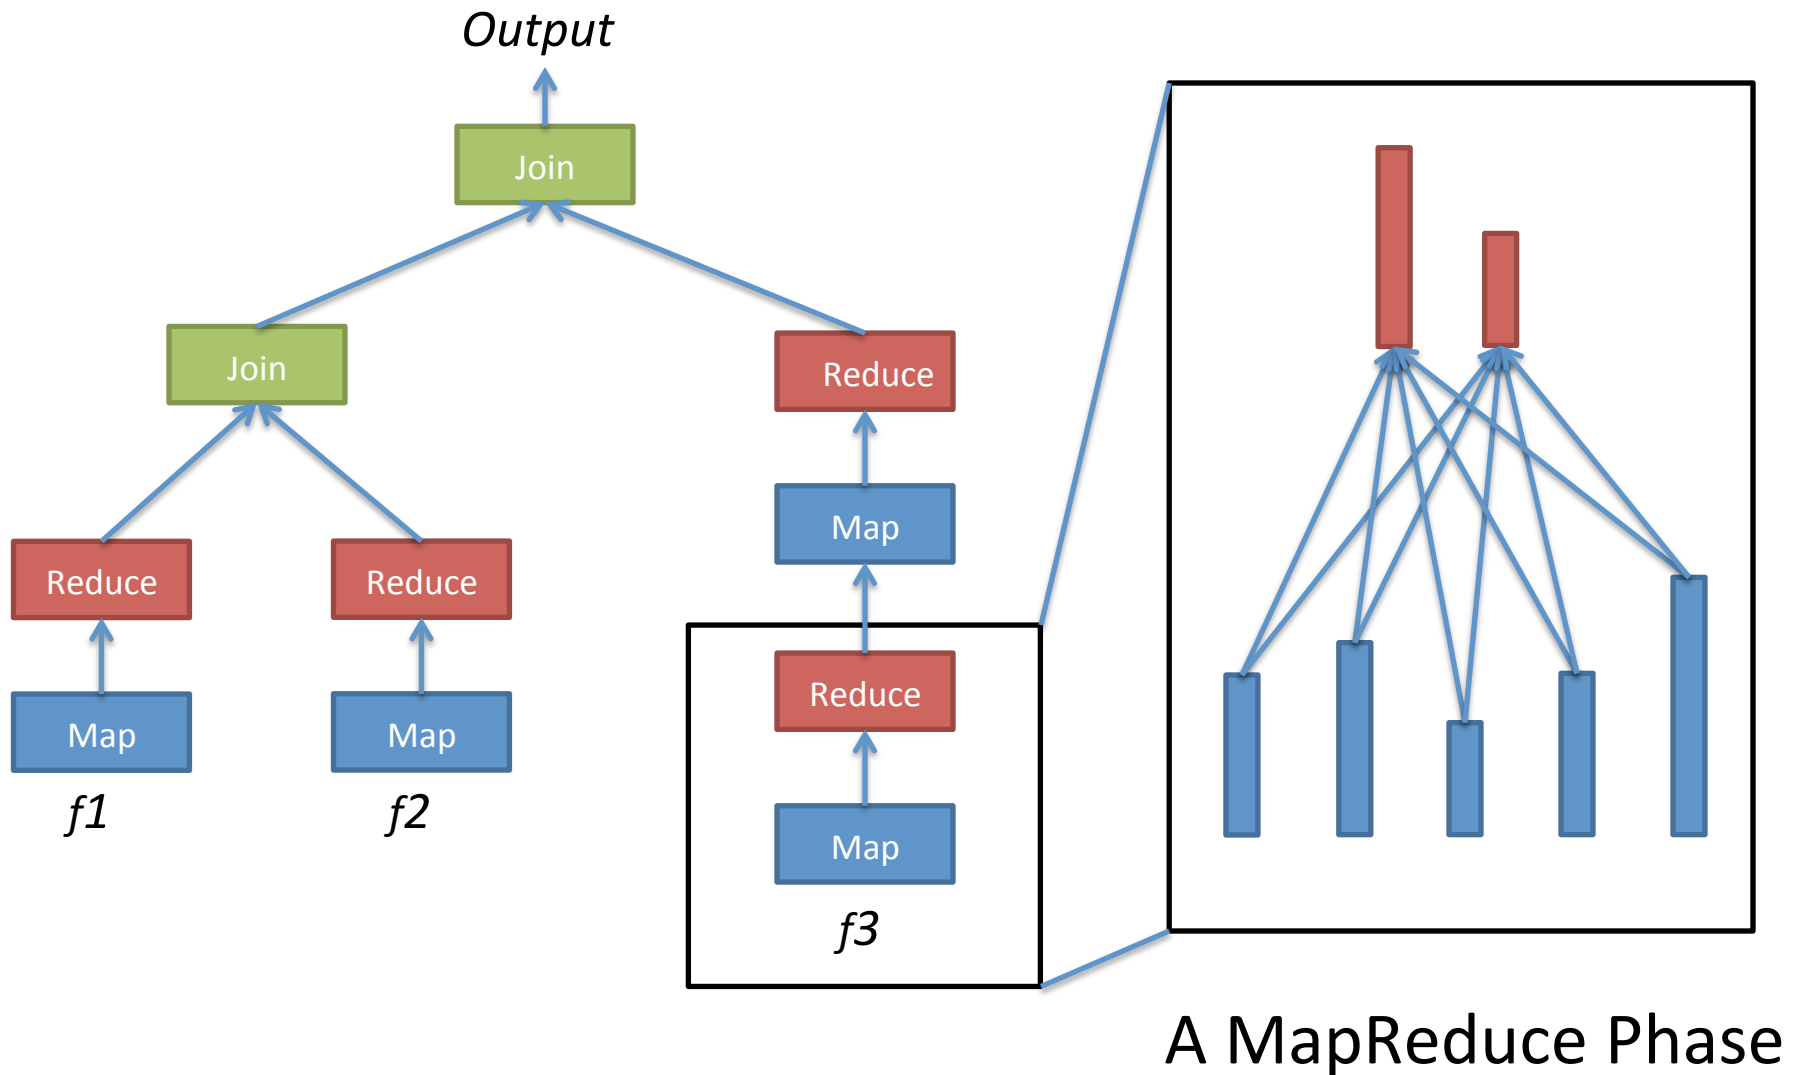 Output
Join
Join
Reduce
Map
Reduce
Reduce
Map
Map
f1
f2
Reduce
Map
f3
A MapReduce Phase